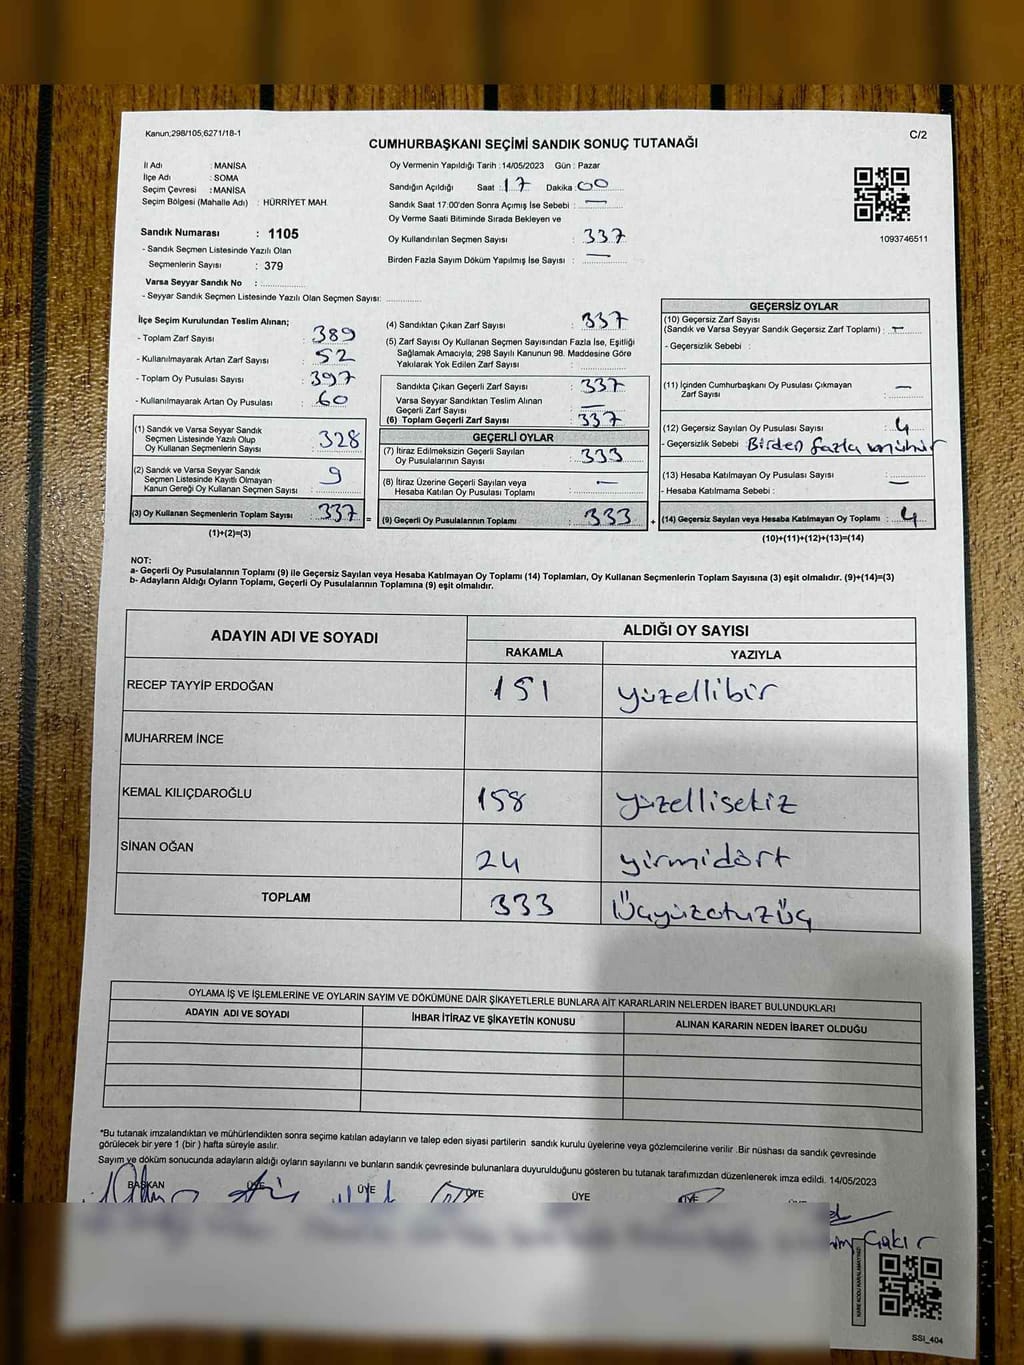 Kanun;298/105;6271/18-1
C/2
CUMHURBAŞKANI SEÇİMİ SANDIK SONUÇ TUTANAĞI
İl Adı : MANİSA
İlçe Adı : SOMA
Seçim Çevresi : MANİSA
Seçim Bölgesi (Mahalle Adı) : HÜRRİYET MAH.
Sandık Numarası : 1105
- Sandık Seçmen Listesinde Yazılı Olan
Seçmenlerin Sayısı : 379
Varsa Seyyar Sandık No :
- Seyyar Sandık Seçmen Listesinde Yazılı Olan Seçmen Sayısı:
Oy Vermenin Yapıldığı Tarih : 14/05/2023 Gün : Pazar
Sandığın Açıldığı Saat : 17 Dakika : 00
Sandık Saat 17:00'den Sonra Açımış İse Sebebi : —
Oy Verme Saati Bitiminde Sırada Bekleyen ve
Oy Kullandırılan Seçmen Sayısı : 337
Birden Fazla Sayım Döküm Yapılmış İse Sayısı : —
1093746511
İlçe Seçim Kurulundan Teslim Alınan;
- Toplam Zarf Sayısı : 389
- Kullanılmayarak Artan Zarf Sayısı : 52
- Toplam Oy Pusulası Sayısı : 397
- Kullanılmayarak Artan Oy Pusulası : 60
(1) Sandık ve Varsa Seyyar Sandık
Seçmen Listesinde Yazılı Olup
Oy Kullanan Seçmenlerin Sayısı : 328
(2) Sandık ve Varsa Seyyar Sandık
Seçmen Listesinde Kayıtlı Olmayan
Kanun Gereği Oy Kullanan Seçmen Sayısı : 9
(3) Oy Kullanan Seçmenlerin Toplam Sayısı : 337 =
(1)+(2)=(3)
(4) Sandıktan Çıkan Zarf Sayısı : 337
(5) Zarf Sayısı Oy Kullanan Seçmen Sayısından Fazla İse, Eşitliği
Sağlamak Amacıyla; 298 Sayılı Kanunun 98. Maddesine Göre
Yakılarak Yok Edilen Zarf Sayısı :
Sandıkta Çıkan Geçerli Zarf Sayısı : 337
Varsa Seyyar Sandıktan Teslim Alınan
Geçerli Zarf Sayısı : —
(6) Toplam Geçerli Zarf Sayısı : 337
GEÇERLİ OYLAR
(7) İtiraz Edilmeksizin Geçerli Sayılan
Oy Pusulalarının Sayısı : 333
(8) İtiraz Üzerine Geçerli Sayılan veya
Hesaba Katılan Oy Pusulası Toplamı : —
(9) Geçerli Oy Pusulalarının Toplamı : 333 +
GEÇERSİZ OYLAR
(10) Geçersiz Zarf Sayısı
(Sandık ve Varsa Seyyar Sandık Geçersiz Zarf Toplamı) : —
- Geçersizlik Sebebi :
(11) İçinden Cumhurbaşkanı Oy Pusulası Çıkmayan
Zarf Sayısı : —
(12) Geçersiz Sayılan Oy Pusulası Sayısı : 4
- Geçersizlik Sebebi : Birden fazla mühür
(13) Hesaba Katılmayan Oy Pusulası Sayısı : —
- Hesaba Katılmama Sebebi :
(14) Geçersiz Sayılan veya Hesaba Katılmayan Oy Toplamı : 4
(10)+(11)+(12)+(13)=(14)
NOT:
a- Geçerli Oy Pusulalarının Toplamı (9) ile Geçersiz Sayılan veya Hesaba Katılmayan Oy Toplamı (14) Toplamları, Oy Kullanan Seçmenlerin Toplam Sayısına (3) eşit olmalıdır. (9)+(14)=(3)
b- Adayların Aldığı Oyların Toplamı, Geçerli Oy Pusulalarının Toplamına (9) eşit olmalıdır.
ADAYIN ADI VE SOYADI
ALDIĞI OY SAYISI
RAKAMLA YAZIYLA
RECEP TAYYİP ERDOĞAN 151 yüzellibir
MUHARREM İNCE
KEMAL KILIÇDAROĞLU 158 yüzellisekiz
SİNAN OĞAN 24 yirmidört
TOPLAM 333 Üçyüzotuzüç
OYLAMA İŞ VE İŞLEMLERİNE VE OYLARIN SAYIM VE DÖKÜMÜNE DAİR ŞİKAYETLERLE BUNLARA AİT KARARLARIN NELERDEN İBARET BULUNDUKLARI
ADAYIN ADI VE SOYADI İHBAR İTİRAZ VE ŞİKAYETİN KONUSU ALINAN KARARIN NEDEN İBARET OLDUĞU
*Bu tutanak imzalandıktan ve mühürlendikten sonra seçime katılan adayların ve talep eden siyasi partilerin sandık kurulu üyelerine veya gözlemcilerine verilir .Bir nüshası da sandık çevresinde
görülecek bir yere 1 (bir ) hafta süreyle asılır.
Sayım ve döküm sonucunda adayların aldığı oyların sayılarını ve bunların sandık çevresinde bulunanlara duyurulduğunu gösteren bu tutanak tarafımızdan düzenlenerek imza edildi. 14/05/2023
BAŞKAN ÜYE ÜYE ÜYE ÜYE ÜYE
Çakır
KARE KODU KARALAMAYINIZ!
SSI_404